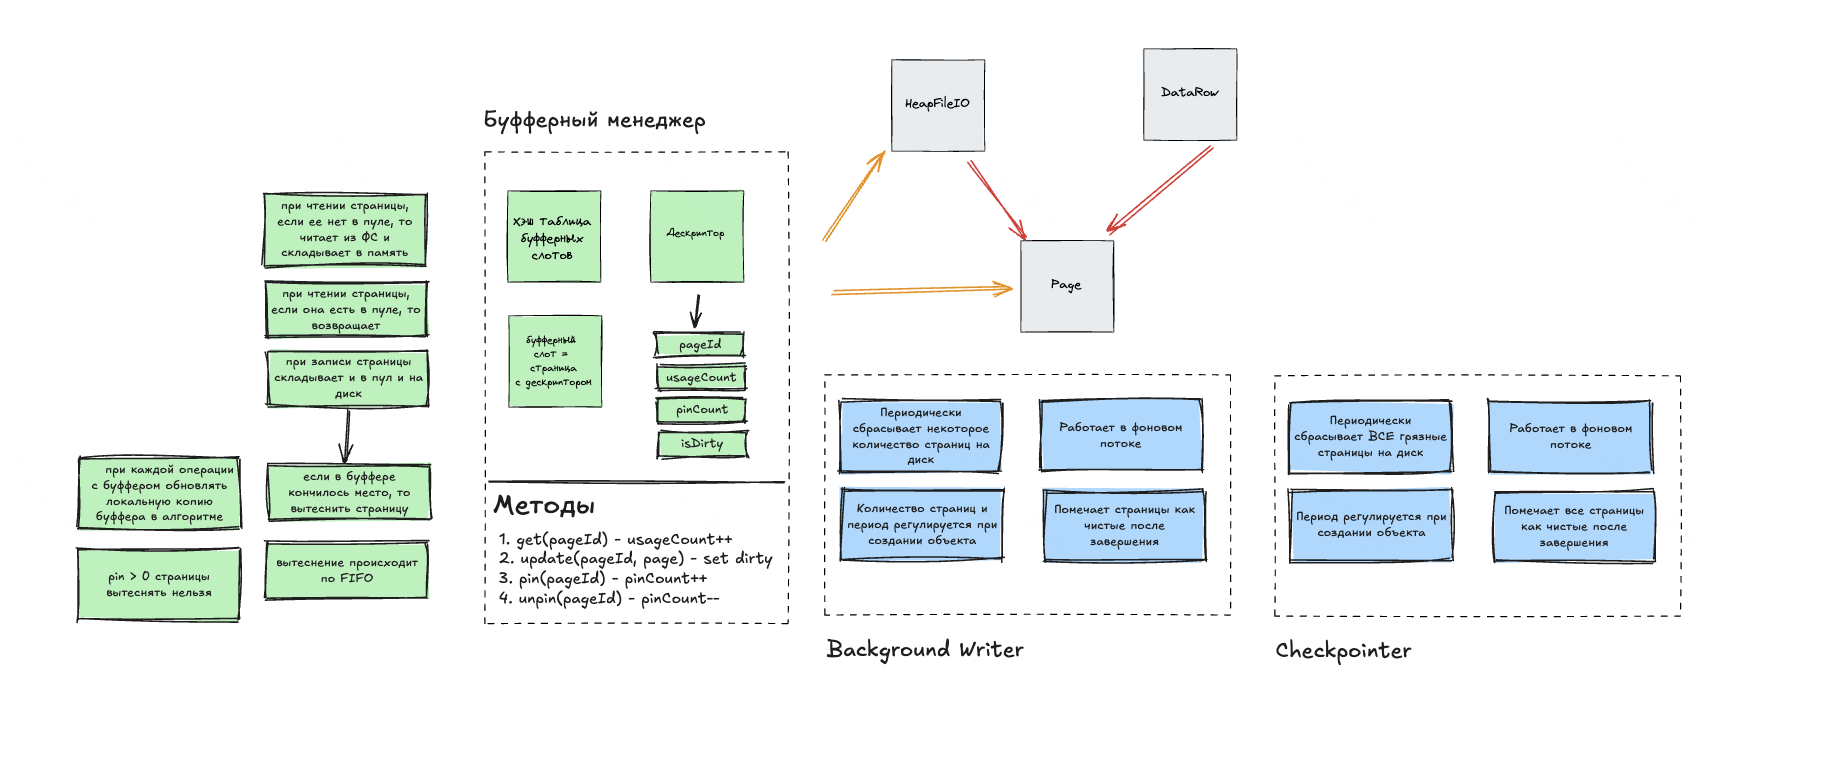 при чтении страницы,
если ее нет в пуле, то
читает из ФС и
складывает в память
при чтении страницы,
если она есть в пуле, то
возвращает
при записи страницы
складывает и в пул и на
диск
при каждой операции
с буффером обновлять
локальную копию
буффера в алгоритме
если в буффере
кончилось место, то
вытеснить страницу
pin > 0 страницы
вытеснять нельзя
вытеснение происходит
по FIFO
Буфферный менеджер
Хэш таблица
буфферных
слотов
Дескриптор
буфферный
слот =
страница
с дескриптором
pageId
usageCount
pinCount
isDirty
Методы
1. get(pageId) - usageCount++
2. update(pageId, page) - set dirty
3. pin(pageId) - pinCount++
4. unpin(pageId) - pinCount--
HeapFileIO
DataRow
Page
Периодически
сбрасывает некоторое
количество страниц на
диск
Работает в фоновом
потоке
Количество страниц и
период регулируется при
создании объекта
Помечает страницы как
чистые после
завершения
Background Writer
Периодически
сбрасывает ВСЕ грязные
страницы на диск
Работает в фоновом
потоке
Период регулируется при
создании объекта
Помечает все страницы
как чистые после
завершения
Checkpointer